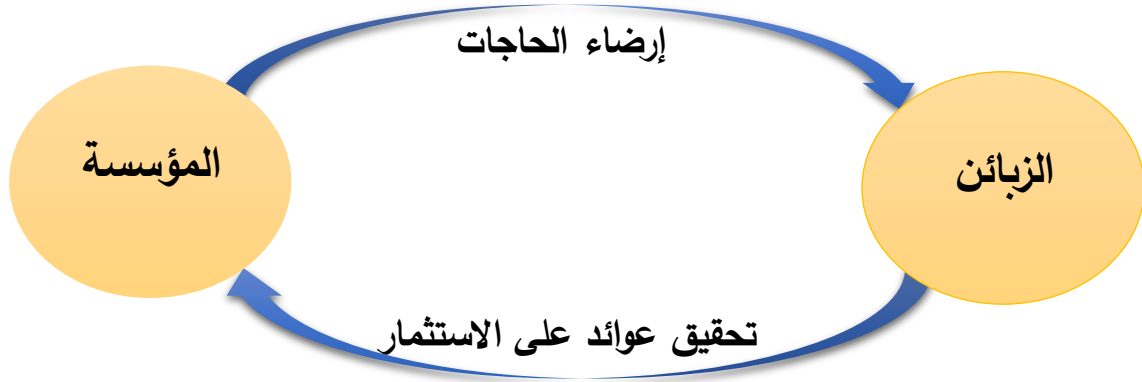 إرضاء الحاجات
المؤسسة
الزبائن
تحقيق عوائد على الاستثمار